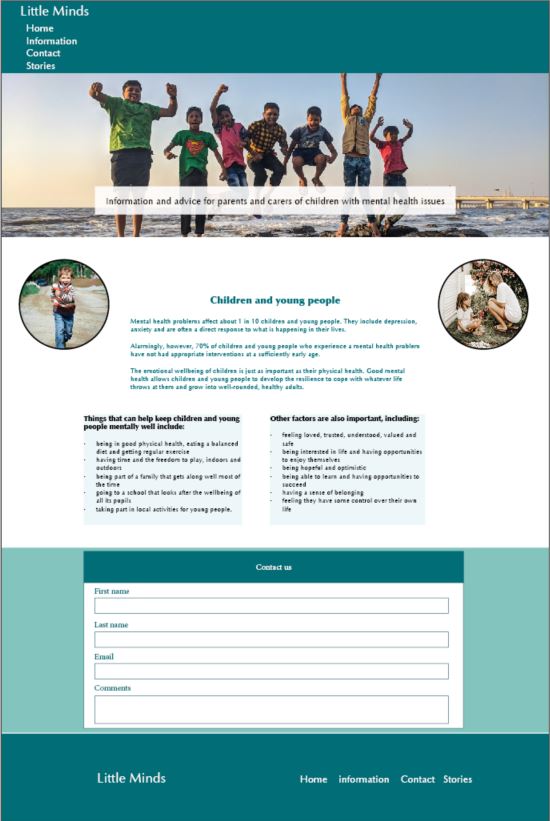 Little Minds
Home
Information
Contact
Stories
Information and advice for parents and carers of children with mental health issues
Children and young people
Mental health problems affect about 1 in 10 children and young people. They include depression,
anxiety and are often a direct response to what is happening in their lives.
Alarmingly, however, 70% of children and young people who experience a mental health problem
have not had appropriate interventions at a sufficiently early age.
The emotional wellbeing of children is just as important as their physical health. Good mental
health allows children and young people to develop the resilience to cope with whatever life
throws at them and grow into well-rounded, healthy adults.
Things that can help keep children and young
people mentally well include:
- being in good physical health, eating a balanced
diet and getting regular exercise
- having time and the freedom to play, indoors and
outdoors
- being part of a family that gets along well most of
the time
- going to a school that looks after the wellbeing of
all its pupils
- taking part in local activities for young people.
Other factors are also important, including:
- feeling loved, trusted, understood, valued and
safe
- being interested in life and having opportunities
to enjoy themselves
- being hopeful and optimistic
- being able to learn and having opportunities to
succeed
- having a sense of belonging
- feeling they have some control over their own
life
Contact us
First name
Last name
Email
Comments
Little Minds
Home information Contact Stories